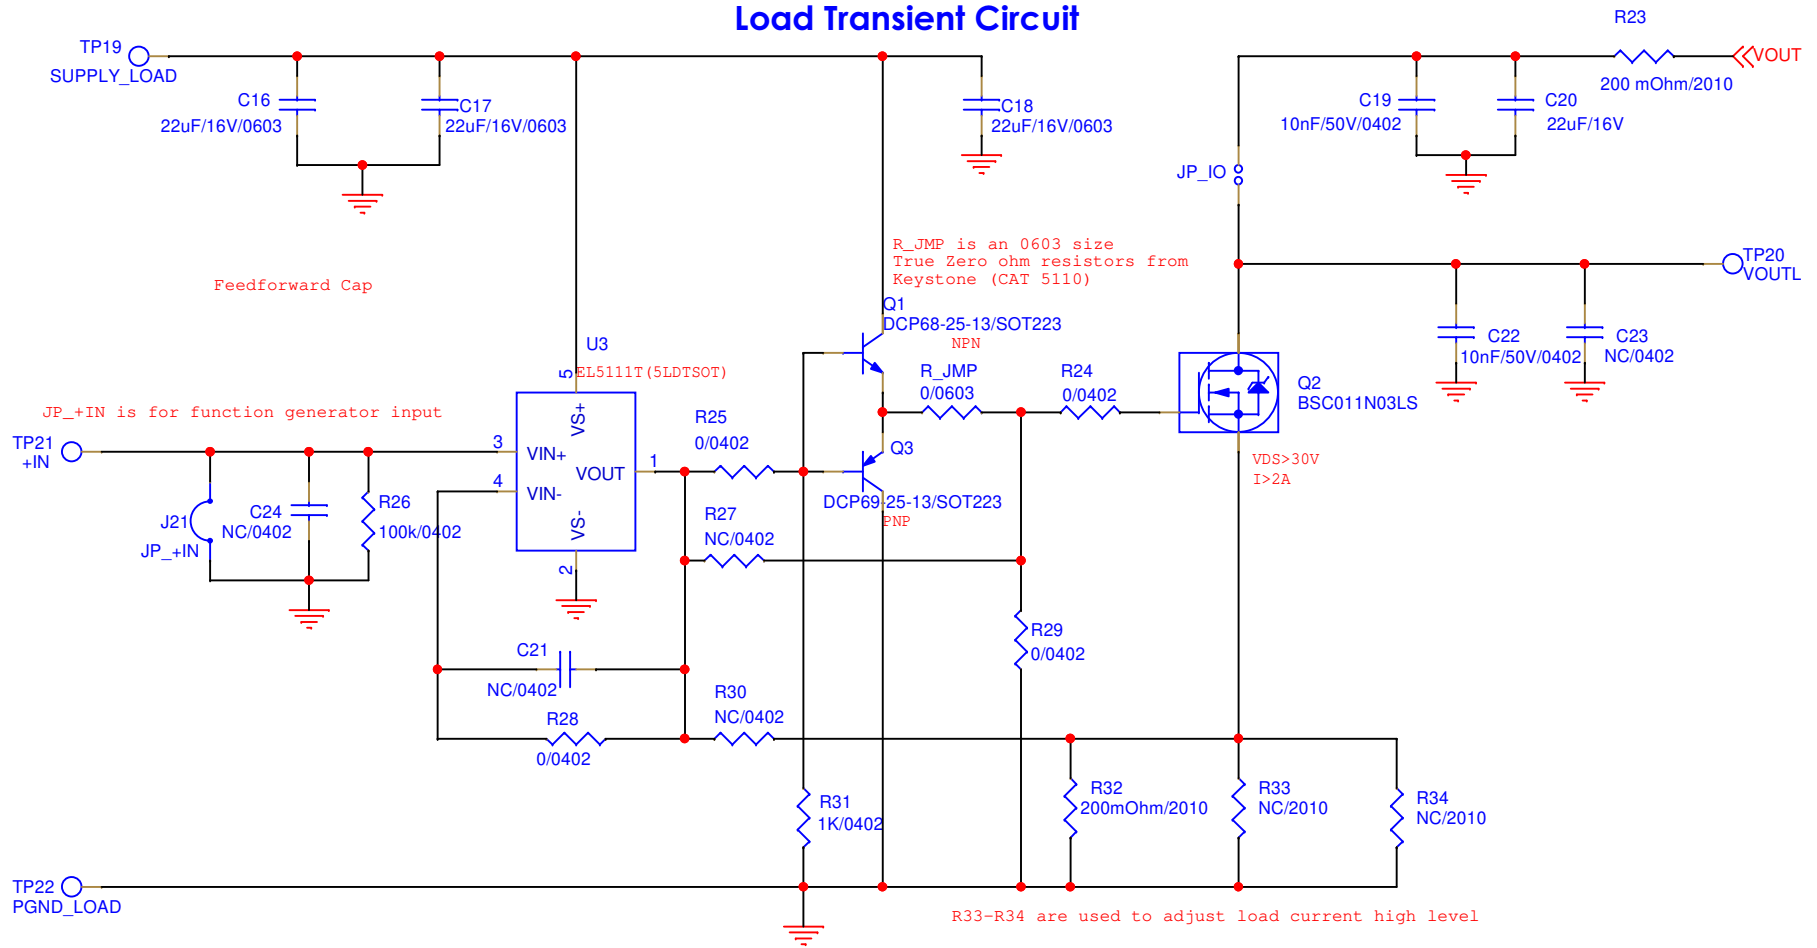 Load Transient Circuit
R23
TP19
SUPPLY_LOAD
VOUT
200 mOhm/2010
C16
22uF/16V/0603
C17
22uF/16V/0603
C18
22uF/16V/0603
C19
10nF/50V/0402
C20
22uF/16V
JP_IO
R_JMP is an 0603 size
True Zero ohm resistors from
Keystone (CAT 5110)
TP20
VOUTL
Feedforward Cap
Q1
DCP68-25-13/SOT223
NPN
C22
10nF/50V/0402
C23
NC/0402
U3
EL5111T(5LDTSOT)
5
VS+
R_JMP
0/0603
R24
0/0402
Q2
BSC011N03LS
JP_+IN is for function generator input
TP21
+IN
3
VIN+
4
VIN-
VOUT
1
VS-
2
R25
0/0402
Q3
DCP69-25-13/SOT223
PNP
VDS>30V
I>2A
J21
JP_+IN
C24
NC/0402
R26
100k/0402
R27
NC/0402
R29
0/0402
C21
NC/0402
R28
0/0402
R30
NC/0402
R31
1K/0402
R32
200mOhm/2010
R33
NC/2010
R34
NC/2010
TP22
PGND_LOAD
R33-R34 are used to adjust load current high level